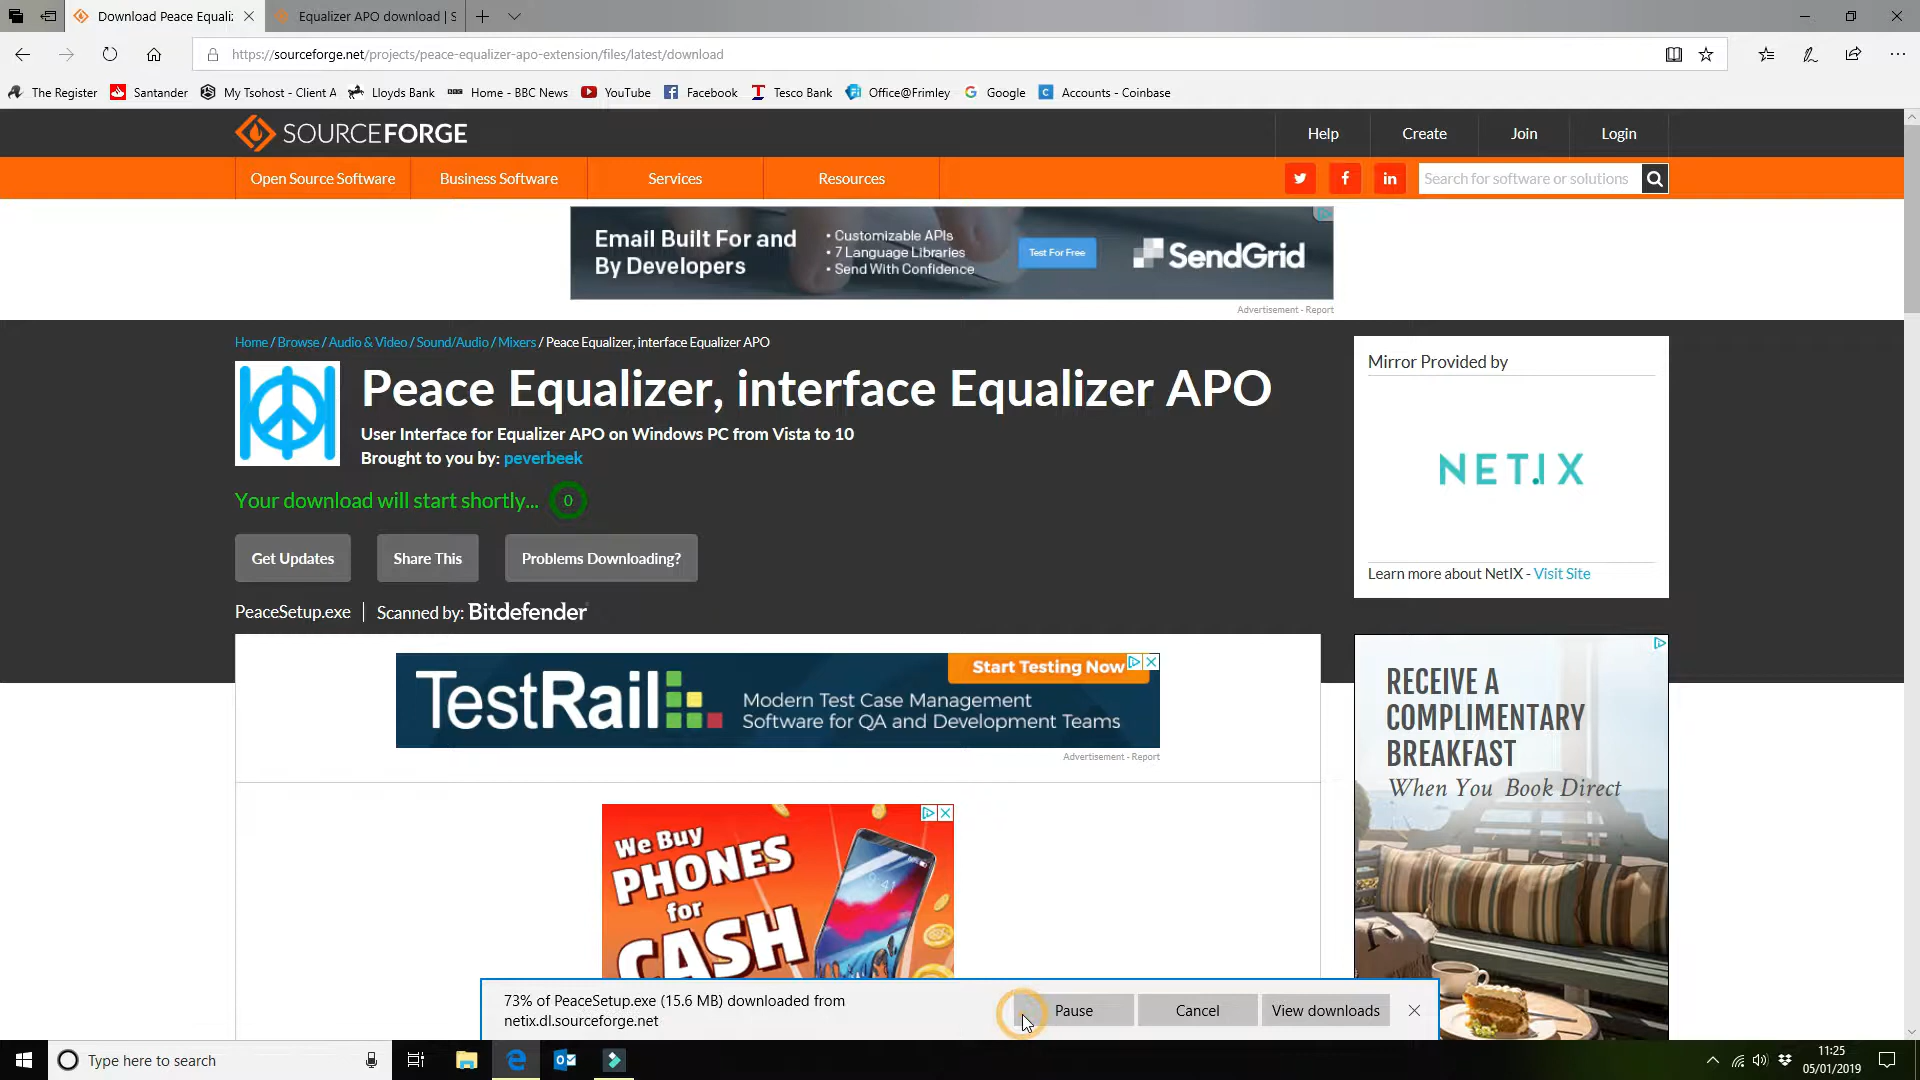 Download Peace Equali:
Equalizer APO download | S
https://sourceforge.net/projects/peace-equalizer-apo-extension/files/latest/download
The Register
Santander
My Tsohost - Client A
Lloyds Bank
Home - BBC News
YouTube
Facebook
Tesco Bank
Office@Frimley
Google
Accounts - Coinbase
SOURCEFORGE
Help
Create
Join
Login
Open Source Software
Business Software
Services
Resources
Search for software or solutions
Email Built For and
By Developers
• Customizable APIs
• 7 Language Libraries
• Send With Confidence
Test For Free
SendGrid
Advertisement - Report
Home / Browse / Audio & Video / Sound/Audio / Mixers / Peace Equalizer, interface Equalizer APO
Peace Equalizer, interface Equalizer APO
User Interface for Equalizer APO on Windows PC from Vista to 10
Brought to you by: peverbeek
Your download will start shortly... 0
Get Updates
Share This
Problems Downloading?
PeaceSetup.exe
Scanned by: Bitdefender
Mirror Provided by
NETIX
Learn more about NetIX - Visit Site
TestRail
Start Testing Now
Modern Test Case Management
Software for QA and Development Teams
Advertisement - Report
We Buy
PHONES
for
CASH
RECEIVE A
COMPLIMENTARY
BREAKFAST
When You Book Direct
73% of PeaceSetup.exe (15.6 MB) downloaded from
netix.dl.sourceforge.net
Pause
Cancel
View downloads
Type here to search
11:25
05/01/2019